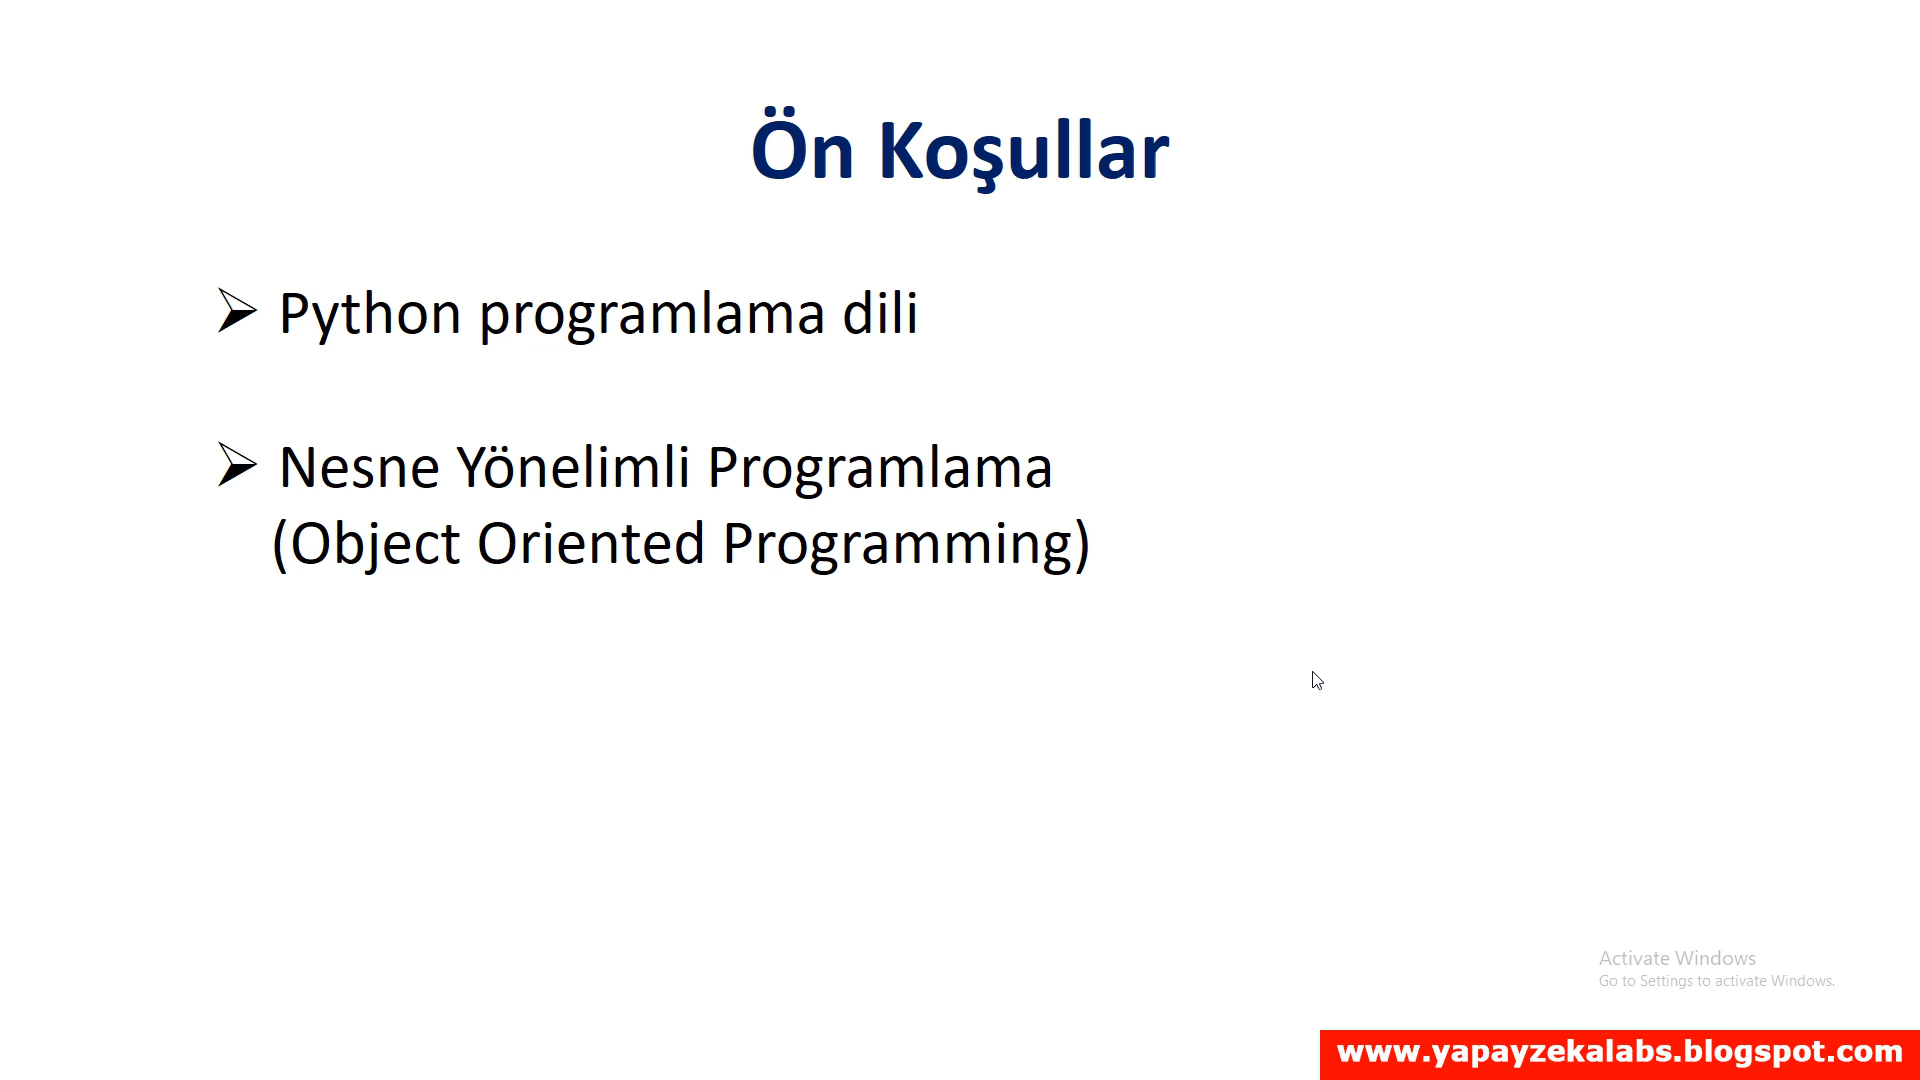 Ön Koşullar
Python programlama dili
Nesne Yönelimli Programlama
(Object Oriented Programming)
Activate Windows
Go to Settings to activate Windows.
www.yapayzekalabs.blogspot.com